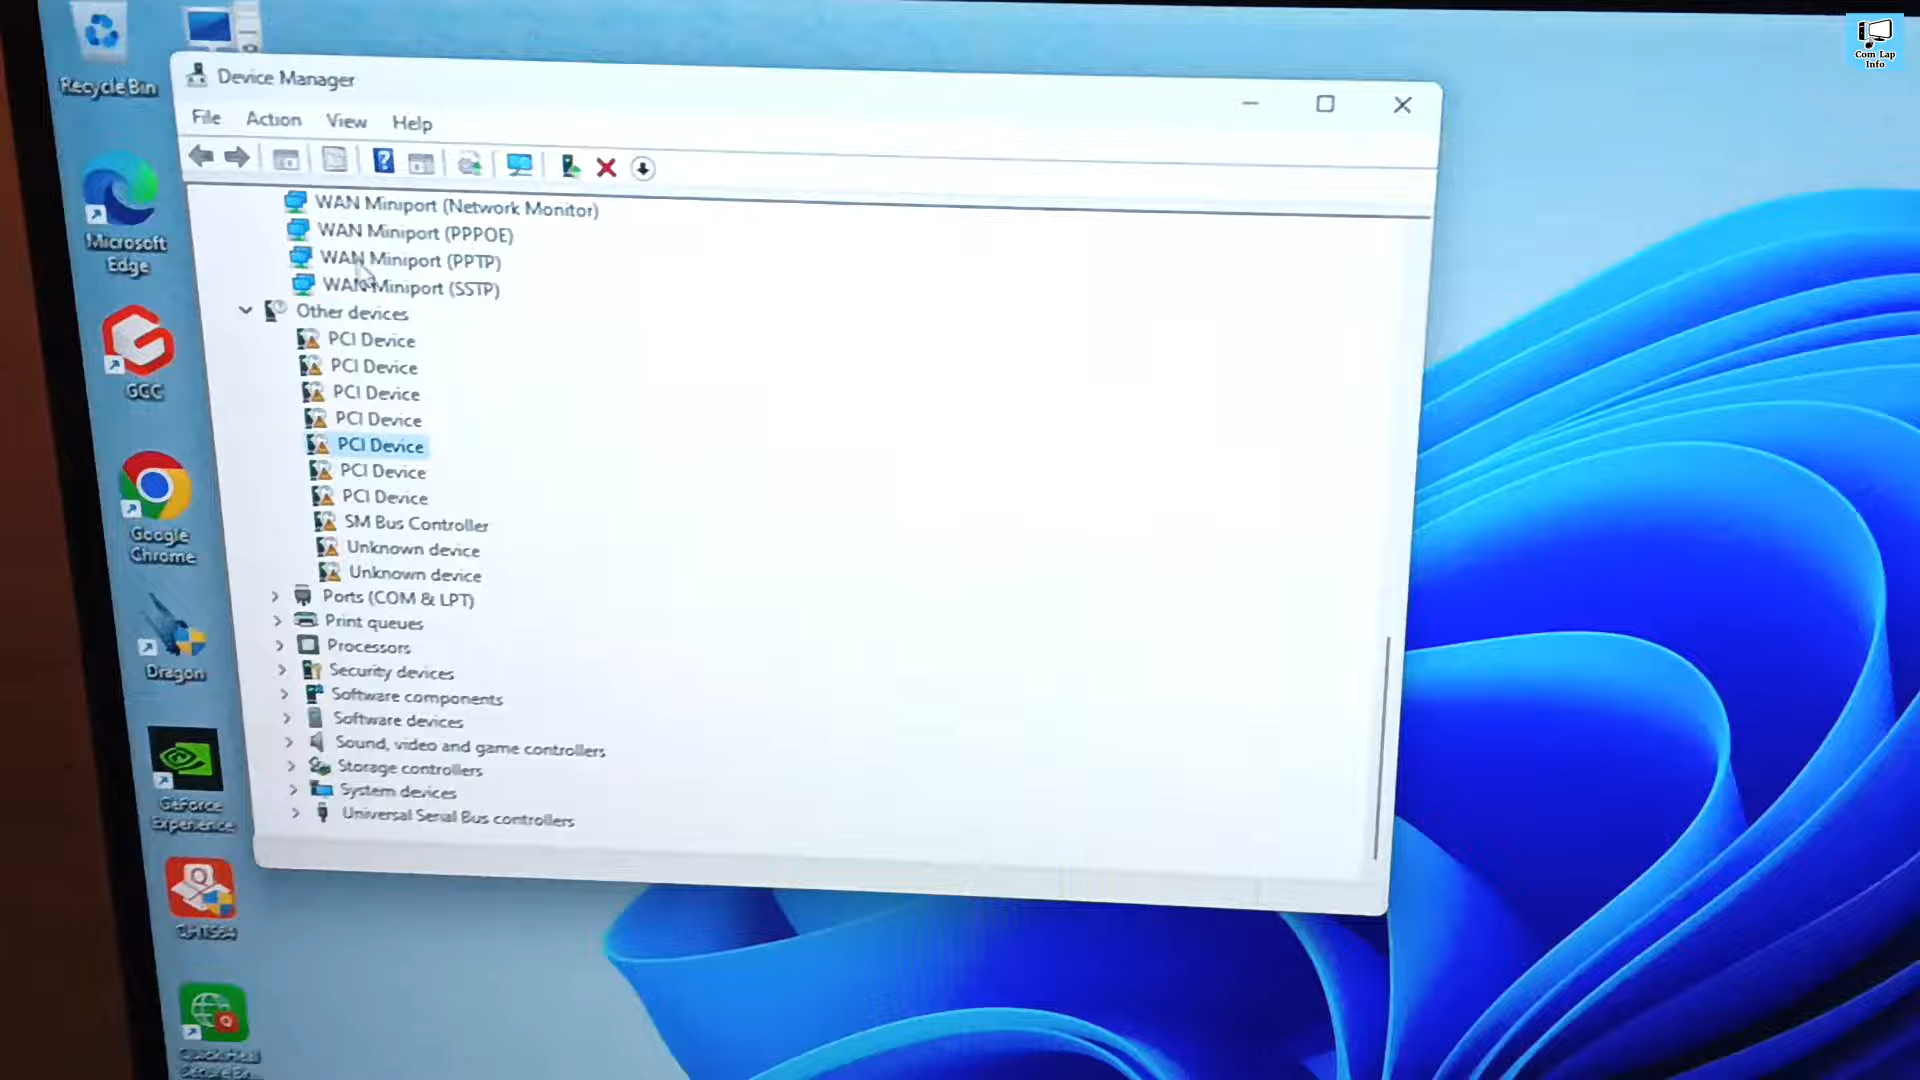 Com Lap
Info
Recycle Bin
Device Manager
File Action View Help
WAN Miniport (Network Monitor)
WAN Miniport (PPPOE)
WAN Miniport (PPTP)
WAN Miniport (SSTP)
Other devices
PCI Device
PCI Device
PCI Device
PCI Device
PCI Device
PCI Device
PCI Device
SM Bus Controller
Unknown device
Unknown device
Ports (COM & LPT)
Print queues
Processors
Security devices
Software components
Software devices
Sound, video and game controllers
Storage controllers
System devices
Universal Serial Bus controllers
Microsoft
Edge
GCC
Google
Chrome
Dragon
GeForce
Experience
Quick Heal